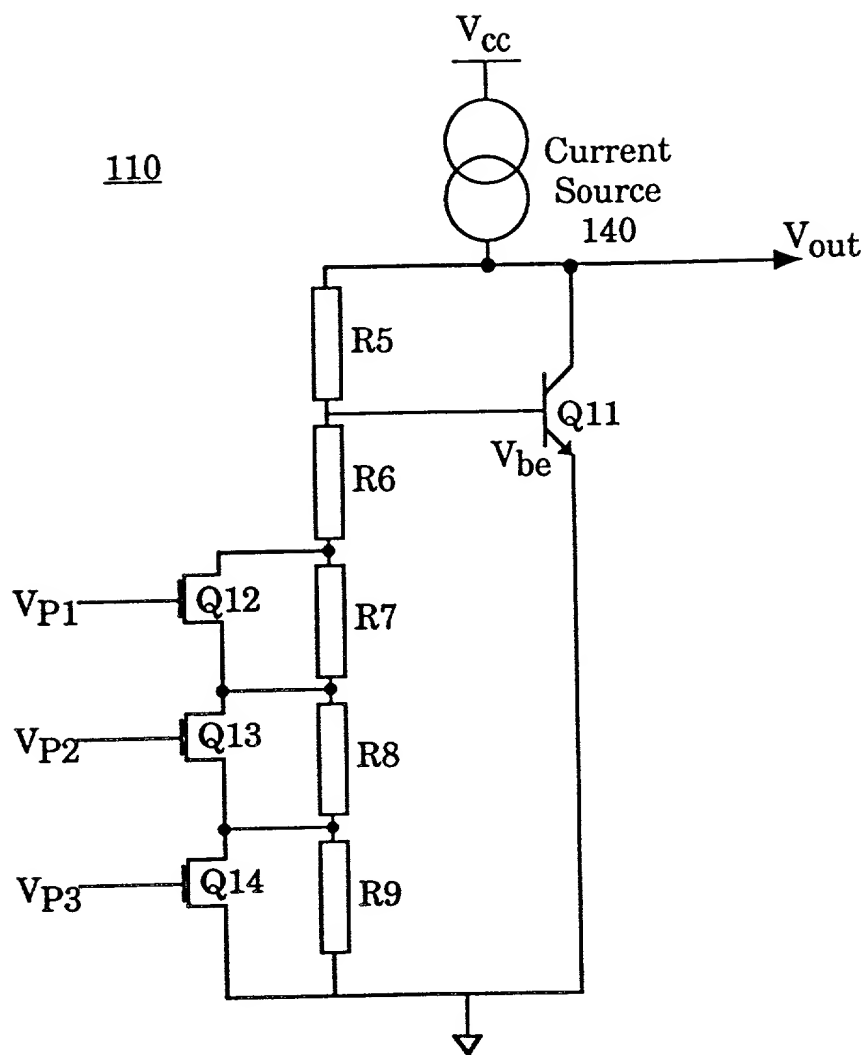 Vcc
110
Current
Source
140
Vout
R5
Q11
Vbe
R6
VP1
Q12
R7
VP2
Q13
R8
VP3
Q14
R9